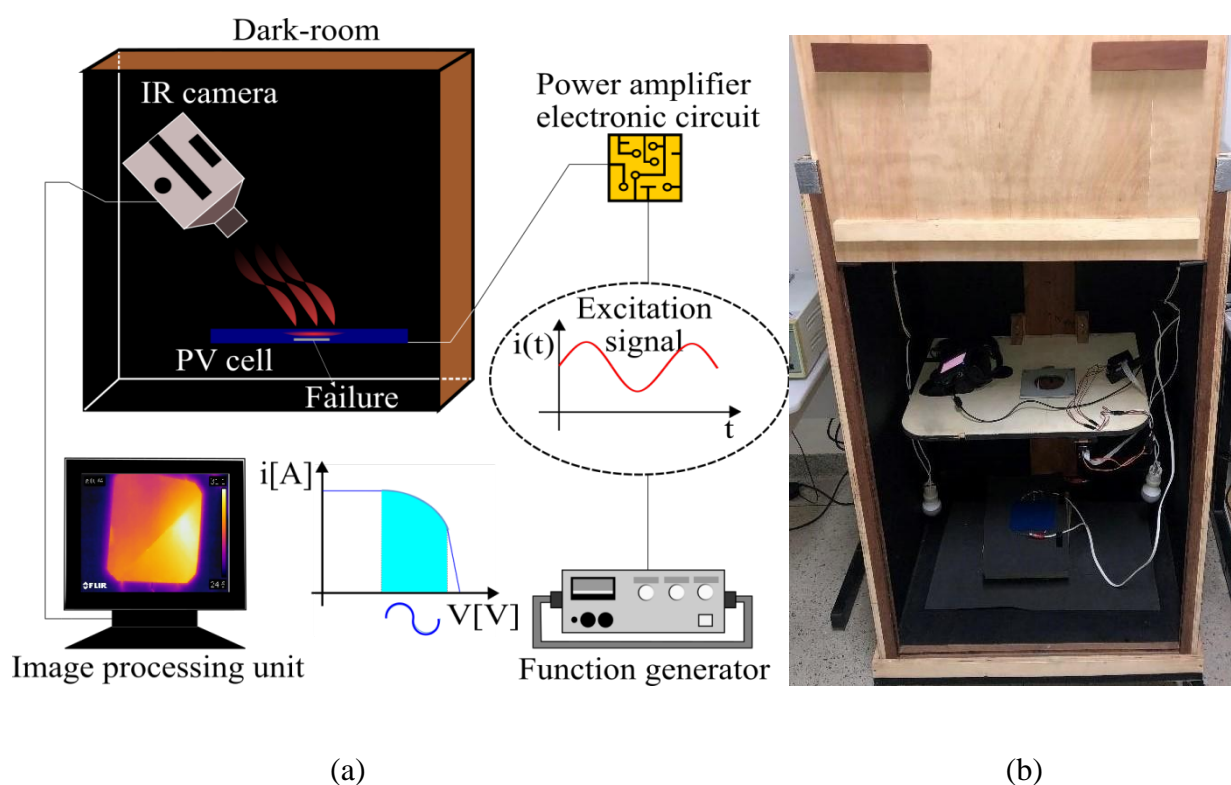 Dark-room
IR camera
PV cell
Failure
Power amplifier
electronic circuit
Excitation
signal
i(t)
t
i[A]
V[V]
FLIR
Image processing unit
Function generator
(a)
(b)